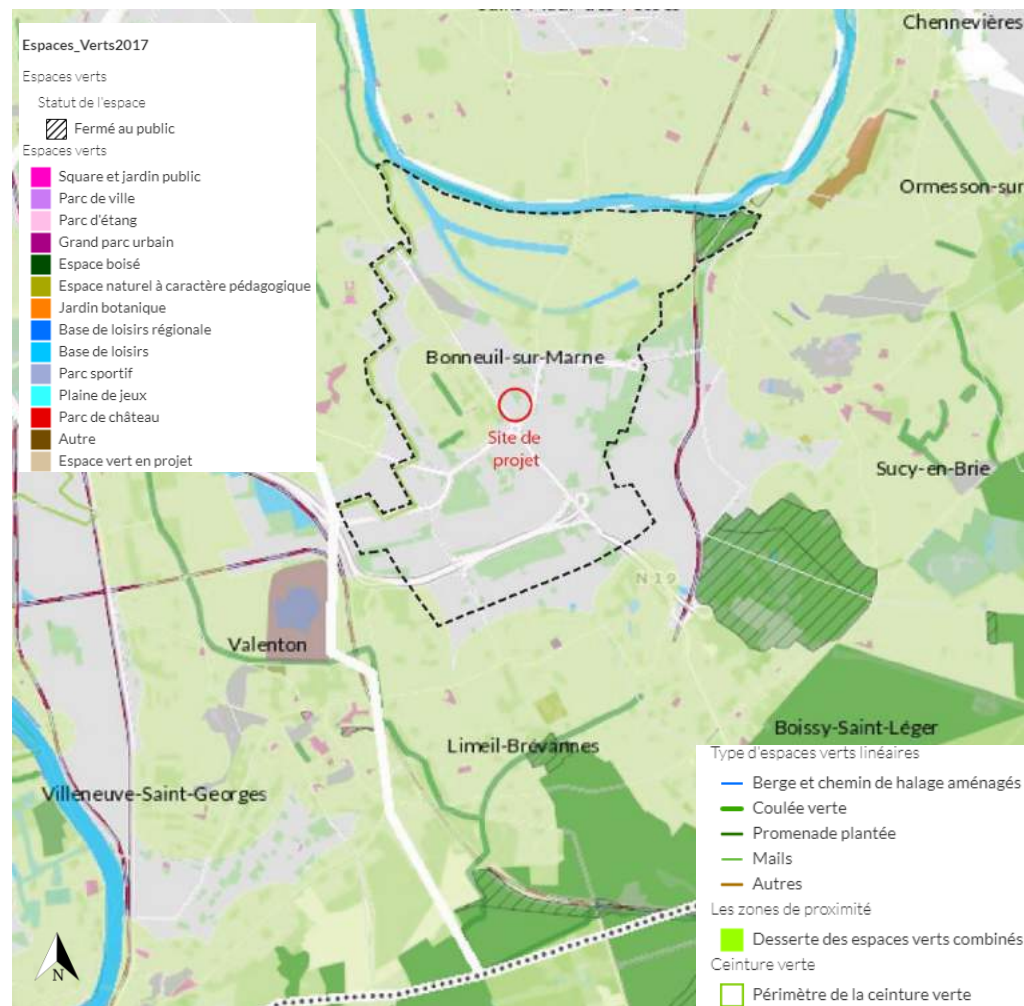 Chennevières
Espaces_Verts2017
Espaces verts
Statut de l'espace
Fermé au public
Espaces verts
Square et jardin public
Parc de ville
Parc d'étang
Grand parc urbain
Espace boisé
Espace naturel à caractère pédagogique
Jardin botanique
Base de loisirs régionale
Base de loisirs
Parc sportif
Plaine de jeux
Parc de château
Autre
Espace vert en projet
Ormesson-sur
Bonneuil-sur-Marne
Site de
projet
Sucy-en-Brie
N 19
Valenton
Boissy-Saint-Léger
Limeil-Brévannes
Villeneuve-Saint-Georges
Type d'espaces verts linéaires
Berge et chemin de halage aménagés
Coulée verte
Promenade plantée
Mails
Autres
Les zones de proximité
Desserte des espaces verts combinés
Ceinture verte
Périmètre de la ceinture verte
N